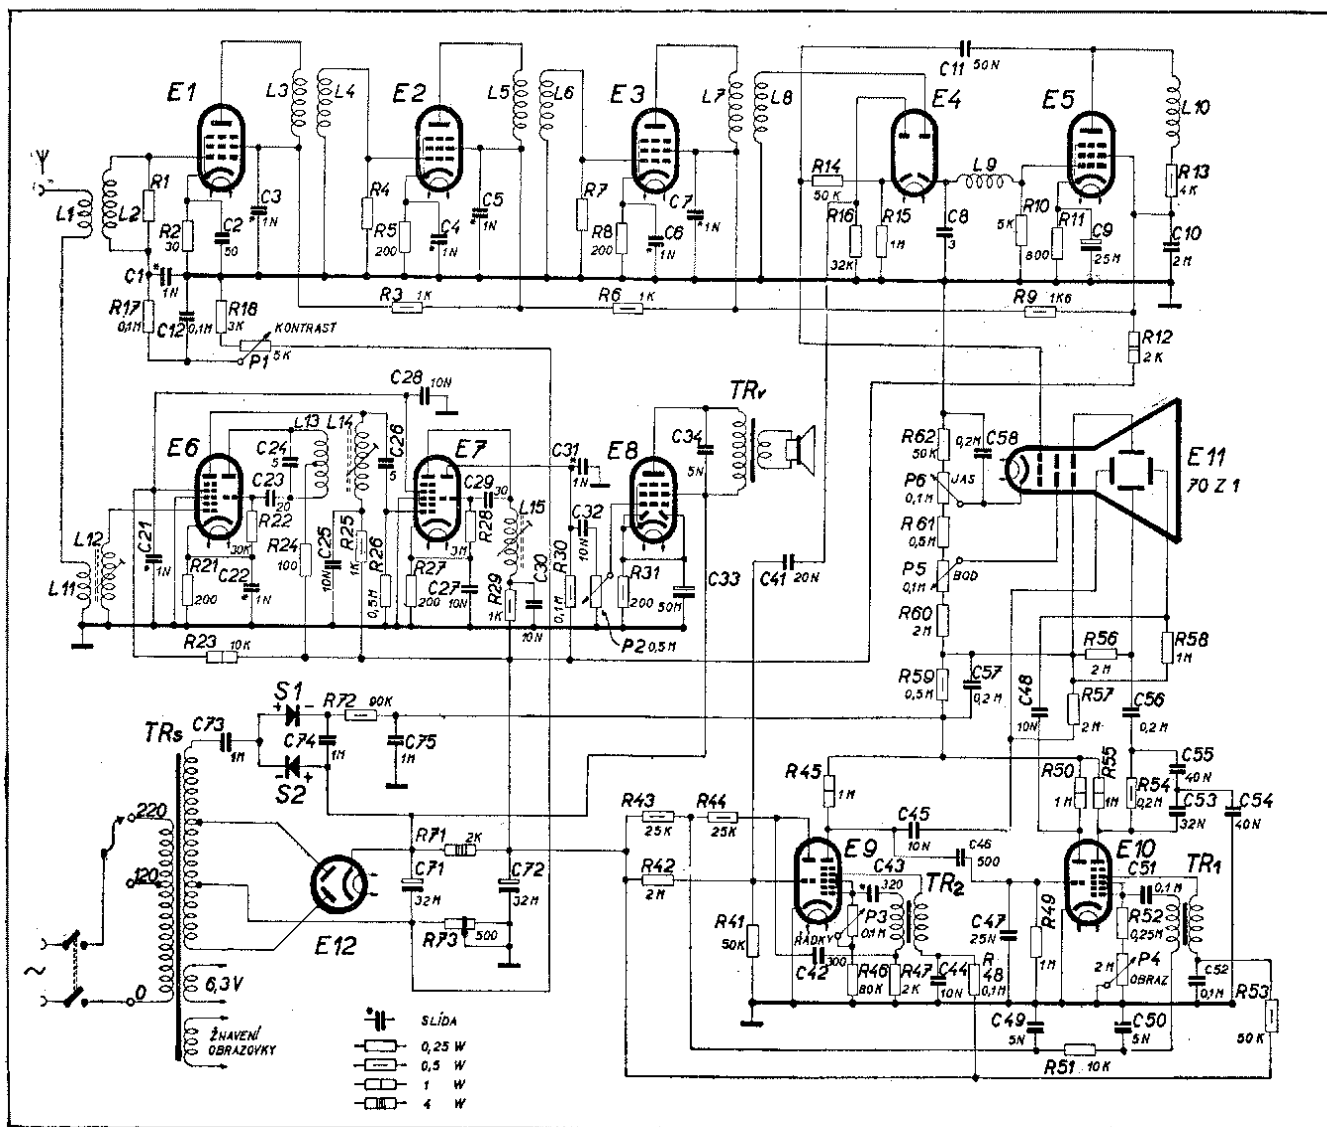 E1
L3
L4
E2
L5
L6
E3
L7
L8
C11 50N
E4
E5
L10
L1
L2
R1
R2
30
C2
50
C3
1N
R4
R5
200
C4
1N
C5
1N
R7
R8
200
C6
1N
C7
1N
R14
50K
R16
32K
R15
1M
C8
3
L9
R10
5K
R11
800
C9
25M
R13
4K
C10
2M
C1
1N
R17
0,1M
C12
0,1M
R18
3K
KONTRAST
P1
5K
R3 1K
R6 1K
R9 1K6
R12
2K
C28 10N
TRv
E6
L13
L14
C24
5
C23
20
C26
5
E7
C29
30
C31
1N
E8
C34
5N
L12
L11
C21
1N
R21
200
R22
30K
C22
1N
R24
100
C25
10N
R25
1K
R26
0,5M
R27
200
R28
3M
C27
10N
L15
R29
1K
C30
10N
R30
0,1M
C32
10N
R31
200
C33
50M
P2 0,5M
R23 10K
C41
20N
R62
50K
0,2M
C58
P6
0,1M
JAS
R61
0,5M
P5
0,1M
BOD
R60
2M
R59
0,5M
C57
0,2M
E11
70 Z 1
C48
10N
R56
2M
R57
2M
R58
1M
C56
0,2M
TRs
C73
1M
S1
S2
R72 90K
C74
1M
C75
1M
220
120
0
E12
R71 2K
C71
32M
C72
32M
R73 500
6,3V
ŽHAVENÍ
OBRAZOVKY
R43
25K
R44
25K
R42
2M
R45
1M
R41
50K
E9
C45
10N
C46
500
C43
320
TR2
P3
0,1M
ŘÁDKY
C42
300
R46
80K
R47
2K
C44
10N
R
48
0,1M
C47
25N
R49
1M
R50
1M
R55
1M
R54
0,2M
C55
40N
C53
32N
C54
40N
E10
C51
0,1M
TR1
R52
0,25M
P4
2M
OBRAZ
C52
0,1M
R53
50K
C49
5N
C50
5N
R51 10K
SLÍDA
0,25 W
0,5 W
1 W
4 W